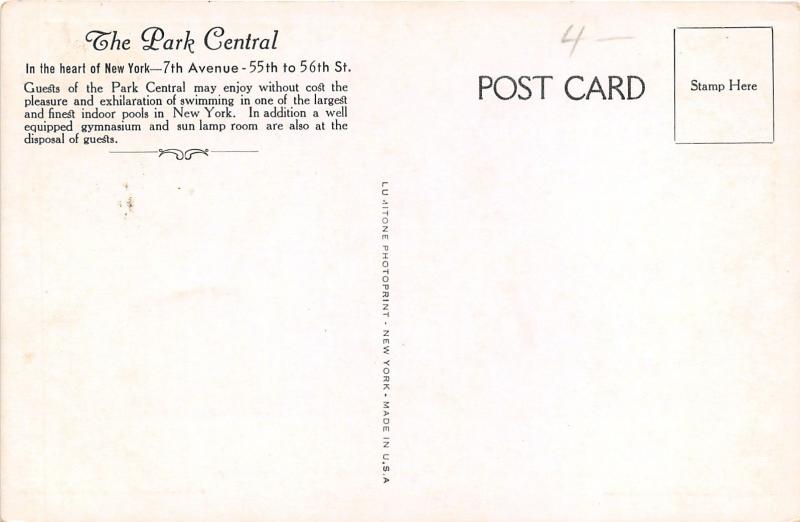 The Park Central
In the heart of New York—7th Avenue - 55th to 56th St.
Guests of the Park Central may enjoy without cost the
pleasure and exhilaration of swimming in one of the largest
and finest indoor pools in New York. In addition a well
equipped gymnasium and sun lamp room are also at the
disposal of guests.
4 —
POST CARD
Stamp Here
LUMITONE PHOTOPRINT - NEW YORK • MADE IN U.S.A